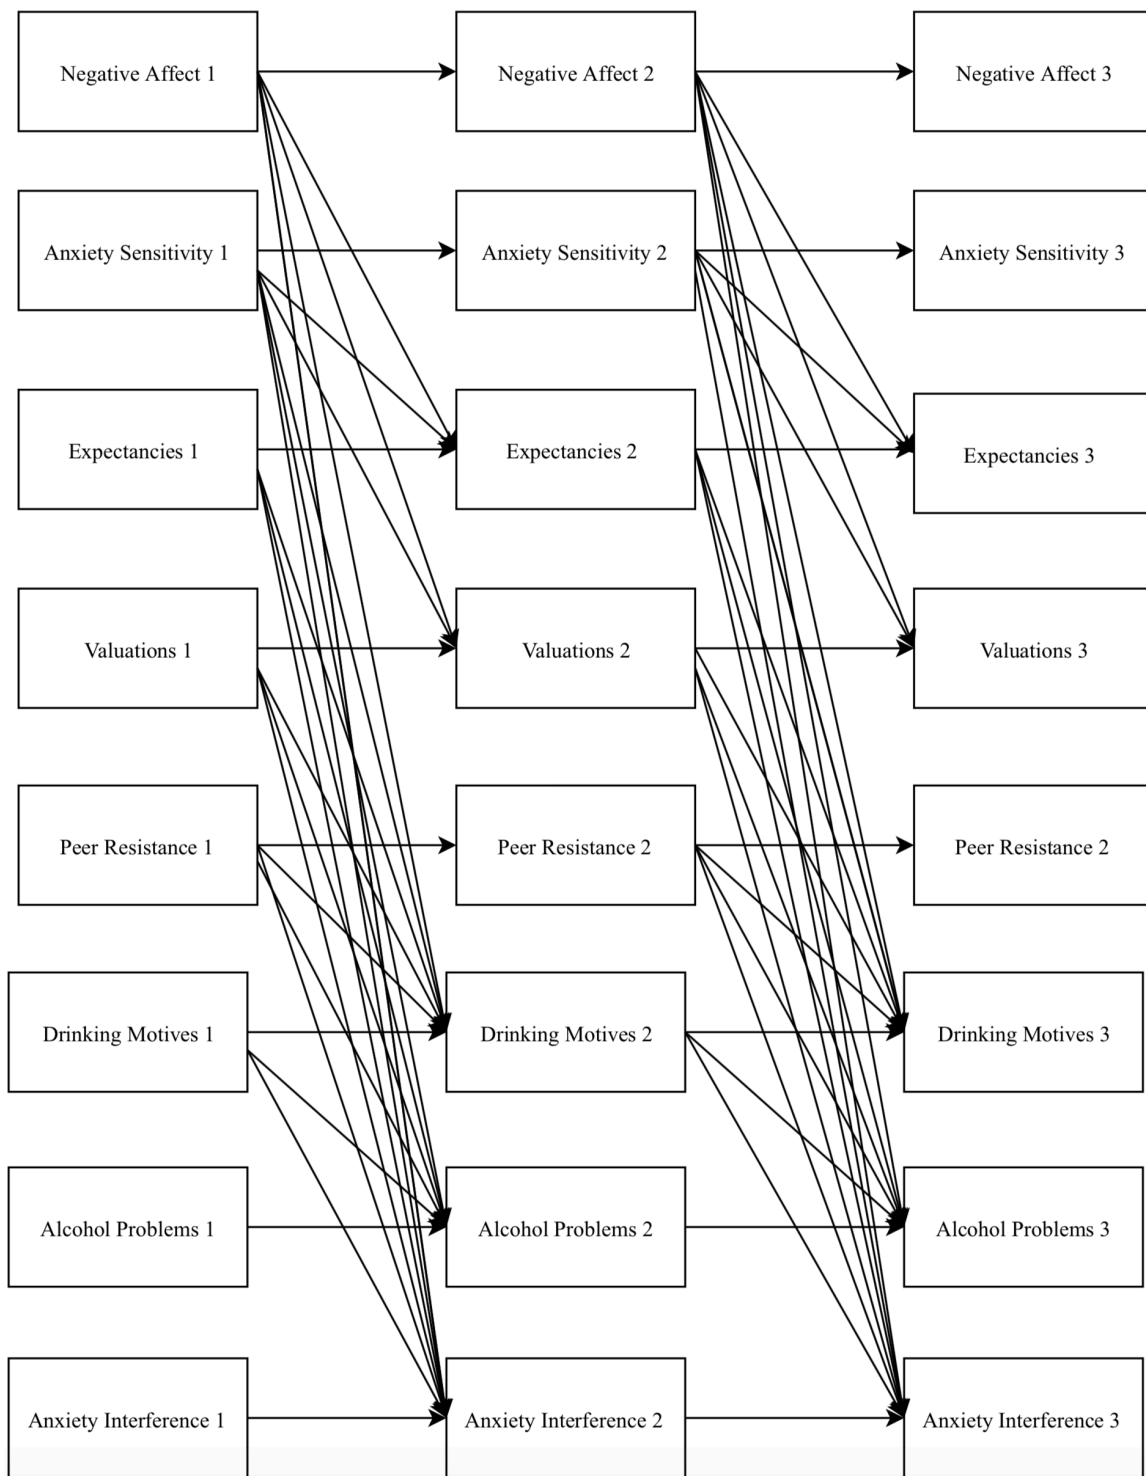 Negative Affect 1
Negative Affect 2
Negative Affect 3
Anxiety Sensitivity 1
Anxiety Sensitivity 2
Anxiety Sensitivity 3
Expectancies 1
Expectancies 2
Expectancies 3
Valuations 1
Valuations 2
Valuations 3
Peer Resistance 1
Peer Resistance 2
Peer Resistance 2
Drinking Motives 1
Drinking Motives 2
Drinking Motives 3
Alcohol Problems 1
Alcohol Problems 2
Alcohol Problems 3
Anxiety Interference 1
Anxiety Interference 2
Anxiety Interference 3